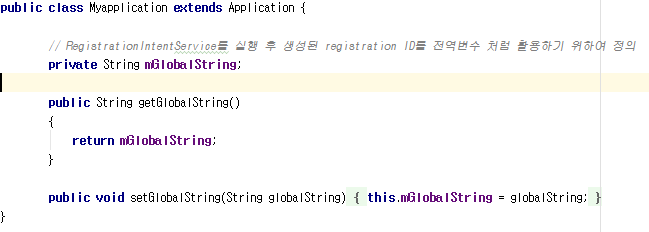 public class Myapplication extends Application {
// RegistrationIntentService를 실행 후 생성된 registration ID를 전역변수 처럼 활용하기 위하여 정의
private String mGlobalString;
public String getGlobalString()
{
return mGlobalString;
}
public void setGlobalString(String globalString) { this.mGlobalString = globalString; }
}